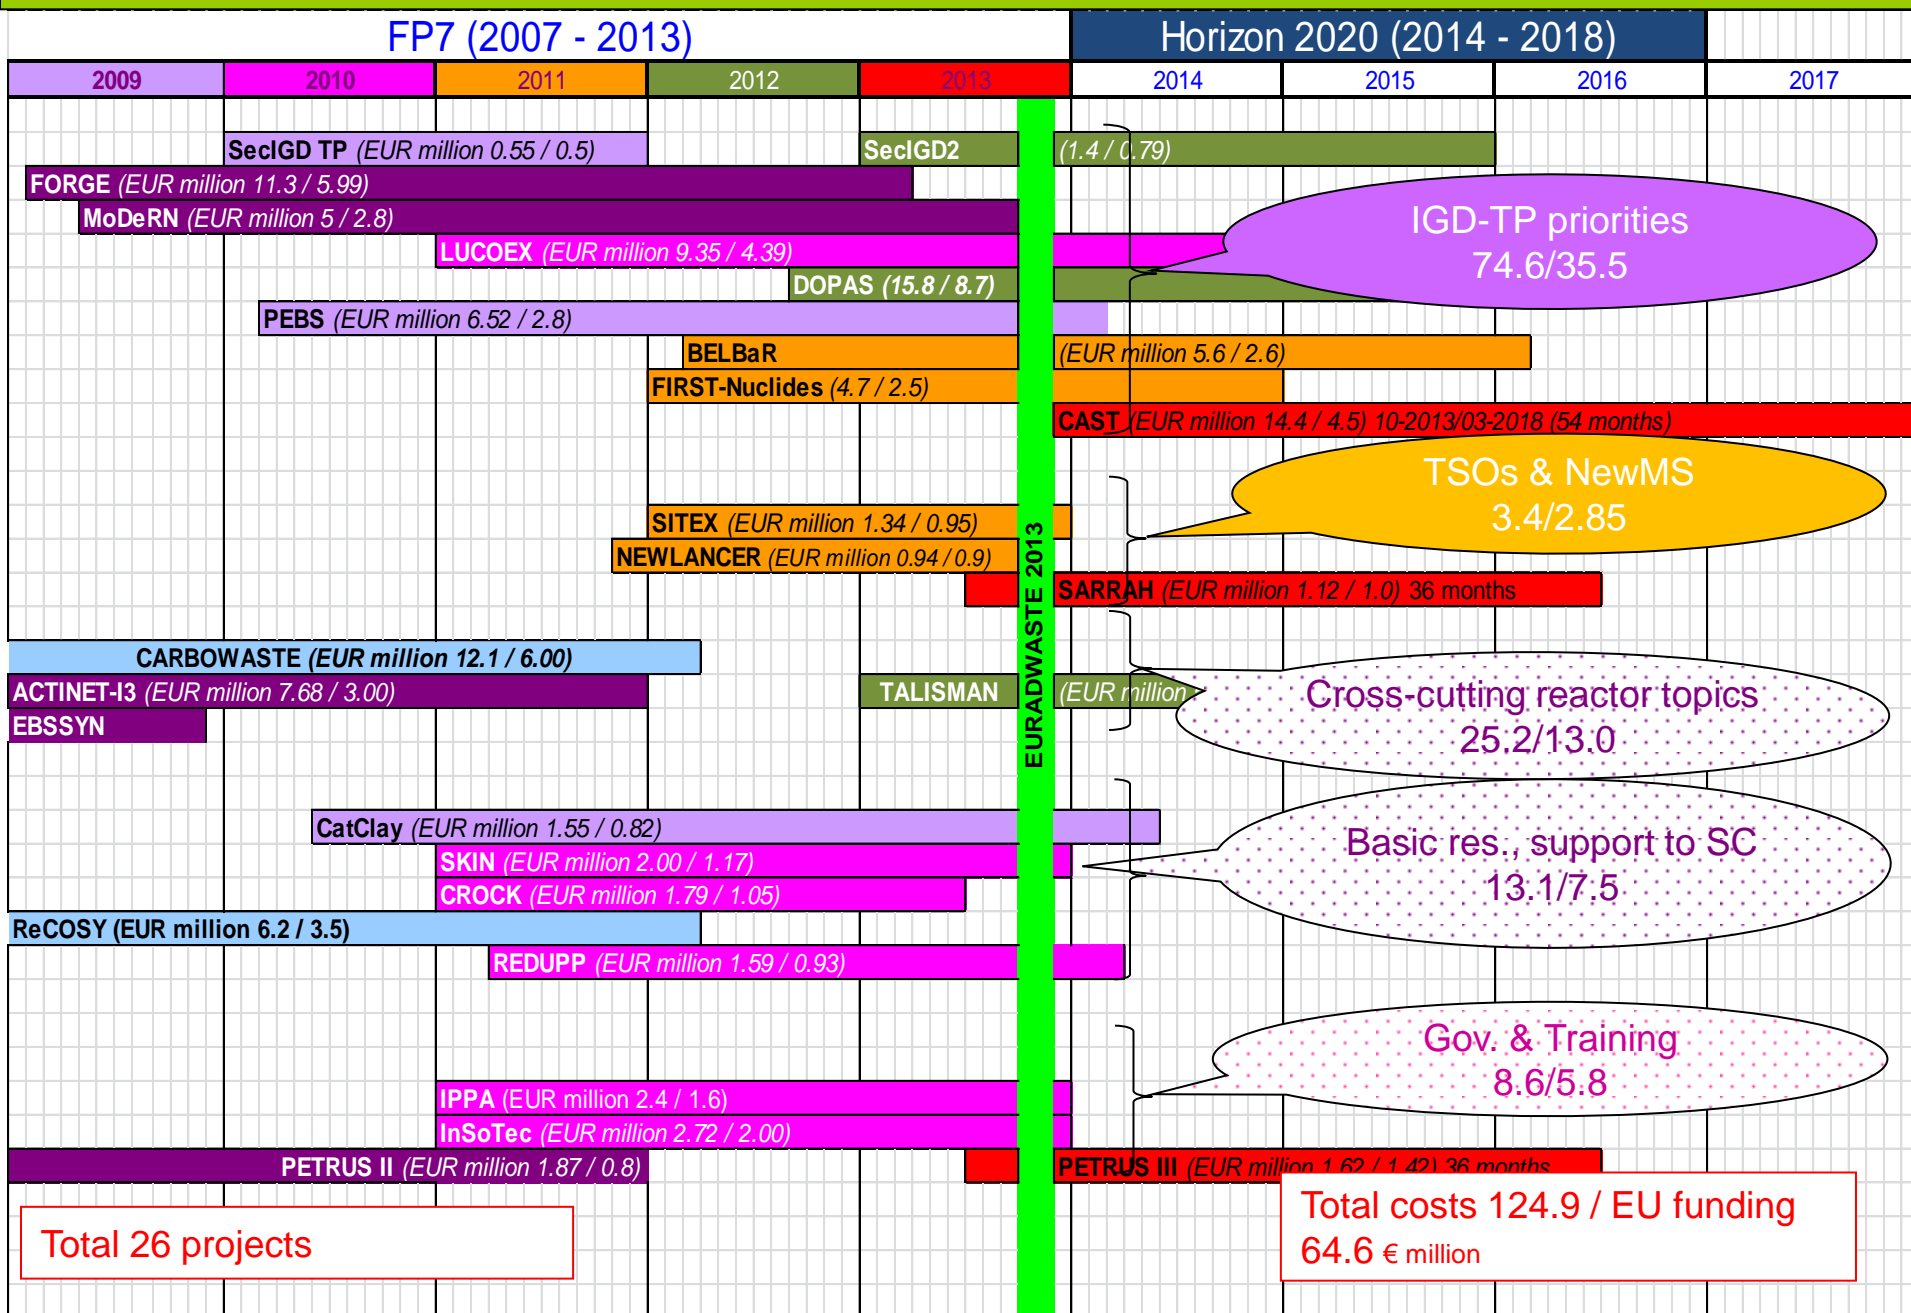 FP7 (2007 - 2013)
Horizon 2020 (2014 - 2018)
2009
2010
2011
2012
2013
2014
2015
2016
2017
SecIGD TP (EUR million 0.55 / 0.5)
SecIGD2 (1.4 / 0.79)
FORGE (EUR million 11.3 / 5.99)
MoDeRN (EUR million 5 / 2.8)
LUCOEX (EUR million 9.35 / 4.39)
DOPAS (15.8 / 8.7)
PEBS (EUR million 6.52 / 2.8)
BELBaR (EUR million 5.6 / 2.6)
FIRST-Nuclides (4.7 / 2.5)
CAST (EUR million 14.4 / 4.5) 10-2013/03-2018 (54 months)
IGD-TP priorities
74.6/35.5
SITEX (EUR million 1.34 / 0.95)
NEWLANCER (EUR million 0.94 / 0.9)
SARRAH (EUR million 1.12 / 1.0) 36 months
TSOs & NewMS
3.4/2.85
EURADWASTE 2013
CARBOWASTE (EUR million 12.1 / 6.00)
ACTINET-I3 (EUR million 7.68 / 3.00)
TALISMAN (EUR million
EBSSYN
Cross-cutting reactor topics
25.2/13.0
CatClay (EUR million 1.55 / 0.82)
SKIN (EUR million 2.00 / 1.17)
CROCK (EUR million 1.79 / 1.05)
ReCOSY (EUR million 6.2 / 3.5)
REDUPP (EUR million 1.59 / 0.93)
Basic res., support to SC
13.1/7.5
IPPA (EUR million 2.4 / 1.6)
InSoTec (EUR million 2.72 / 2.00)
PETRUS II (EUR million 1.87 / 0.8)
PETRUS III (EUR million 1.62 / 1.42) 36 months
Gov. & Training
8.6/5.8
Total 26 projects
Total costs 124.9 / EU funding
64.6 € million